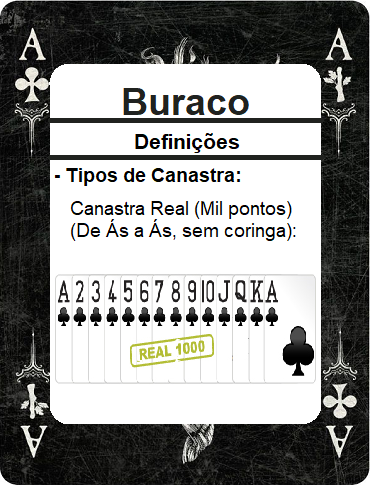 A A
Buraco
Definições
- Tipos de Canastra:
Canastra Real (Mil pontos)
(De Ás a Ás, sem coringa):
A 2 3 4 5 6 7 8 9 10 J Q K A
REAL 1000
A A